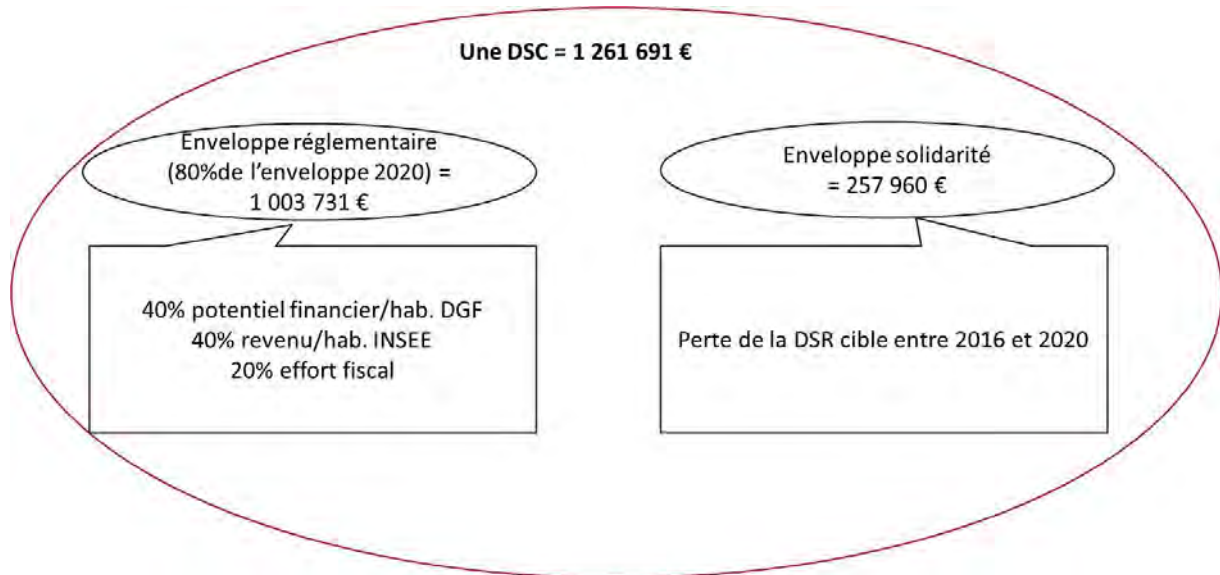 Une DSC = 1 261 691 €
Enveloppe réglementaire
(80%de l'enveloppe 2020) =
1 003 731 €
40% potentiel financier/hab. DGF
40% revenu/hab. INSEE
20% effort fiscal
Enveloppe solidarité
= 257 960 €
Perte de la DSR cible entre 2016 et 2020